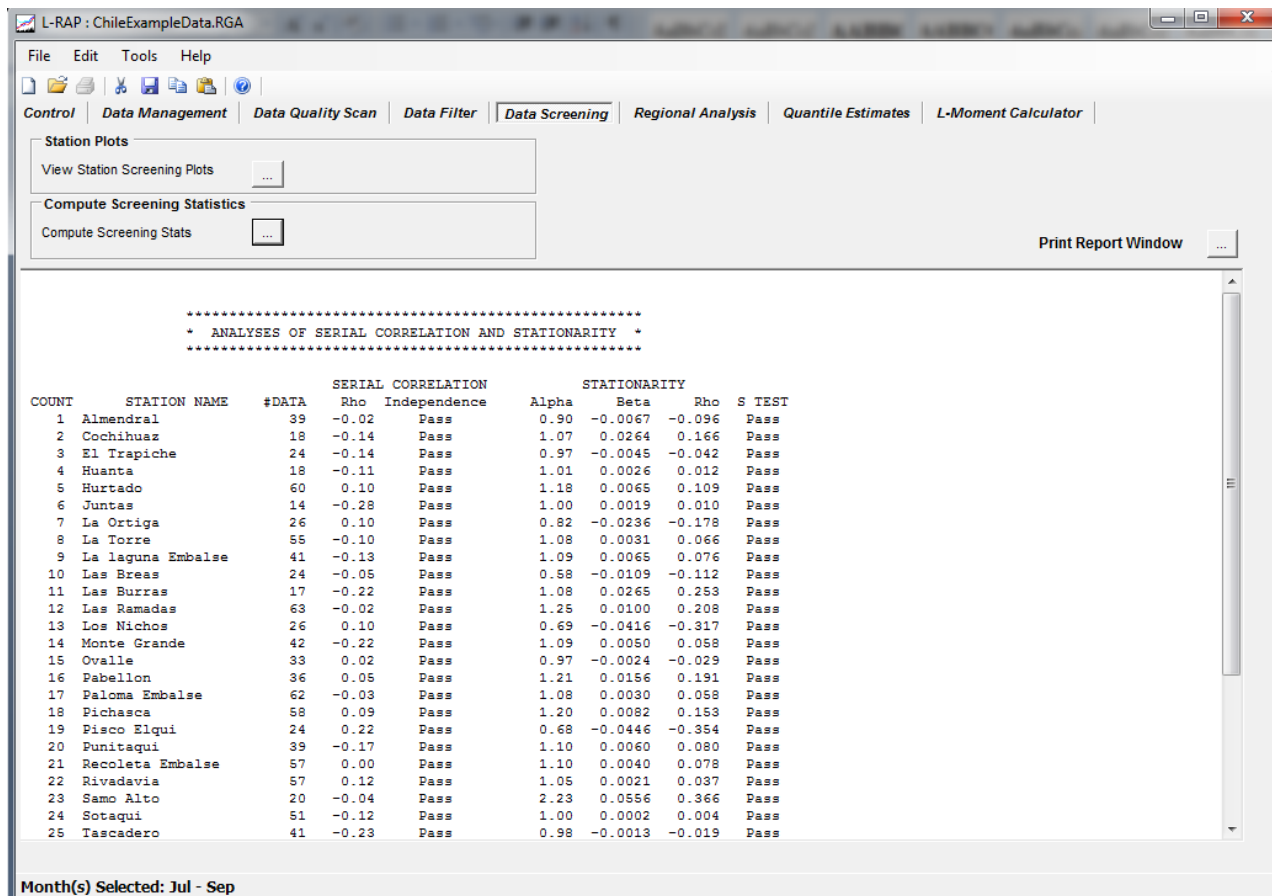 L-RAP : ChileExampleData.RGA
File Edit Tools Help
Control Data Management Data Quality Scan Data Filter Data Screening Regional Analysis Quantile Estimates L-Moment Calculator
Station Plots
View Station Screening Plots ...
Compute Screening Statistics
Compute Screening Stats ...
Print Report Window ...
*****************************************************
* ANALYSES OF SERIAL CORRELATION AND STATIONARITY *
*****************************************************
SERIAL CORRELATION STATIONARITY
COUNT STATION NAME #DATA Rho Independence Alpha Beta Rho S TEST
1 Almendral 39 -0.02 Pass 0.90 -0.0067 -0.096 Pass
2 Cochihuaz 18 -0.14 Pass 1.07 0.0264 0.166 Pass
3 El Trapiche 24 -0.14 Pass 0.97 -0.0045 -0.042 Pass
4 Huanta 18 -0.11 Pass 1.01 0.0026 0.012 Pass
5 Hurtado 60 0.10 Pass 1.18 0.0065 0.109 Pass
6 Juntas 14 -0.28 Pass 1.00 0.0019 0.010 Pass
7 La Ortiga 26 0.10 Pass 0.82 -0.0236 -0.178 Pass
8 La Torre 55 -0.10 Pass 1.08 0.0031 0.066 Pass
9 La laguna Embalse 41 -0.13 Pass 1.09 0.0065 0.076 Pass
10 Las Breas 24 -0.05 Pass 0.58 -0.0109 -0.112 Pass
11 Las Burras 17 -0.22 Pass 1.08 0.0265 0.253 Pass
12 Las Ramadas 63 -0.02 Pass 1.25 0.0100 0.208 Pass
13 Los Nichos 26 0.10 Pass 0.69 -0.0416 -0.317 Pass
14 Monte Grande 42 -0.22 Pass 1.09 0.0050 0.058 Pass
15 Ovalle 33 0.02 Pass 0.97 -0.0024 -0.029 Pass
16 Pabellon 36 0.05 Pass 1.21 0.0156 0.191 Pass
17 Paloma Embalse 62 -0.03 Pass 1.08 0.0030 0.058 Pass
18 Pichasca 58 0.09 Pass 1.20 0.0082 0.153 Pass
19 Pisco Elqui 24 0.22 Pass 0.68 -0.0446 -0.354 Pass
20 Punitaqui 39 -0.17 Pass 1.10 0.0060 0.080 Pass
21 Recoleta Embalse 57 0.00 Pass 1.10 0.0040 0.078 Pass
22 Rivadavia 57 0.12 Pass 1.05 0.0021 0.037 Pass
23 Samo Alto 20 -0.04 Pass 2.23 0.0556 0.366 Pass
24 Sotaqui 51 -0.12 Pass 1.00 0.0002 0.004 Pass
25 Tascadero 41 -0.23 Pass 0.98 -0.0013 -0.019 Pass
Month(s) Selected: Jul - Sep